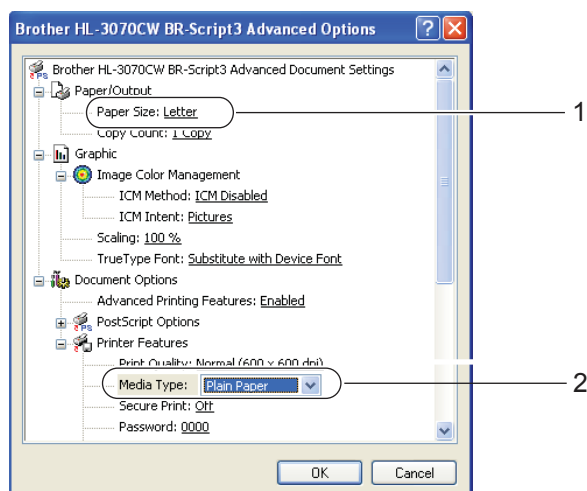 Brother HL-3070CW BR-Script3 Advanced Options
Brother HL-3070CW BR-Script3 Advanced Document Settings
Paper/Output
Paper Size: Letter
1
Copy Count: 1 Copy
Graphic
Image Color Management
ICM Method: ICM Disabled
ICM Intent: Pictures
Scaling: 100 %
TrueType Font: Substitute with Device Font
Document Options
Advanced Printing Features: Enabled
PostScript Options
Printer Features
Print Quality: Normal (600 x 600 dpi)
Media Type: Plain Paper
2
Secure Print: Off
Password: 0000
OK Cancel